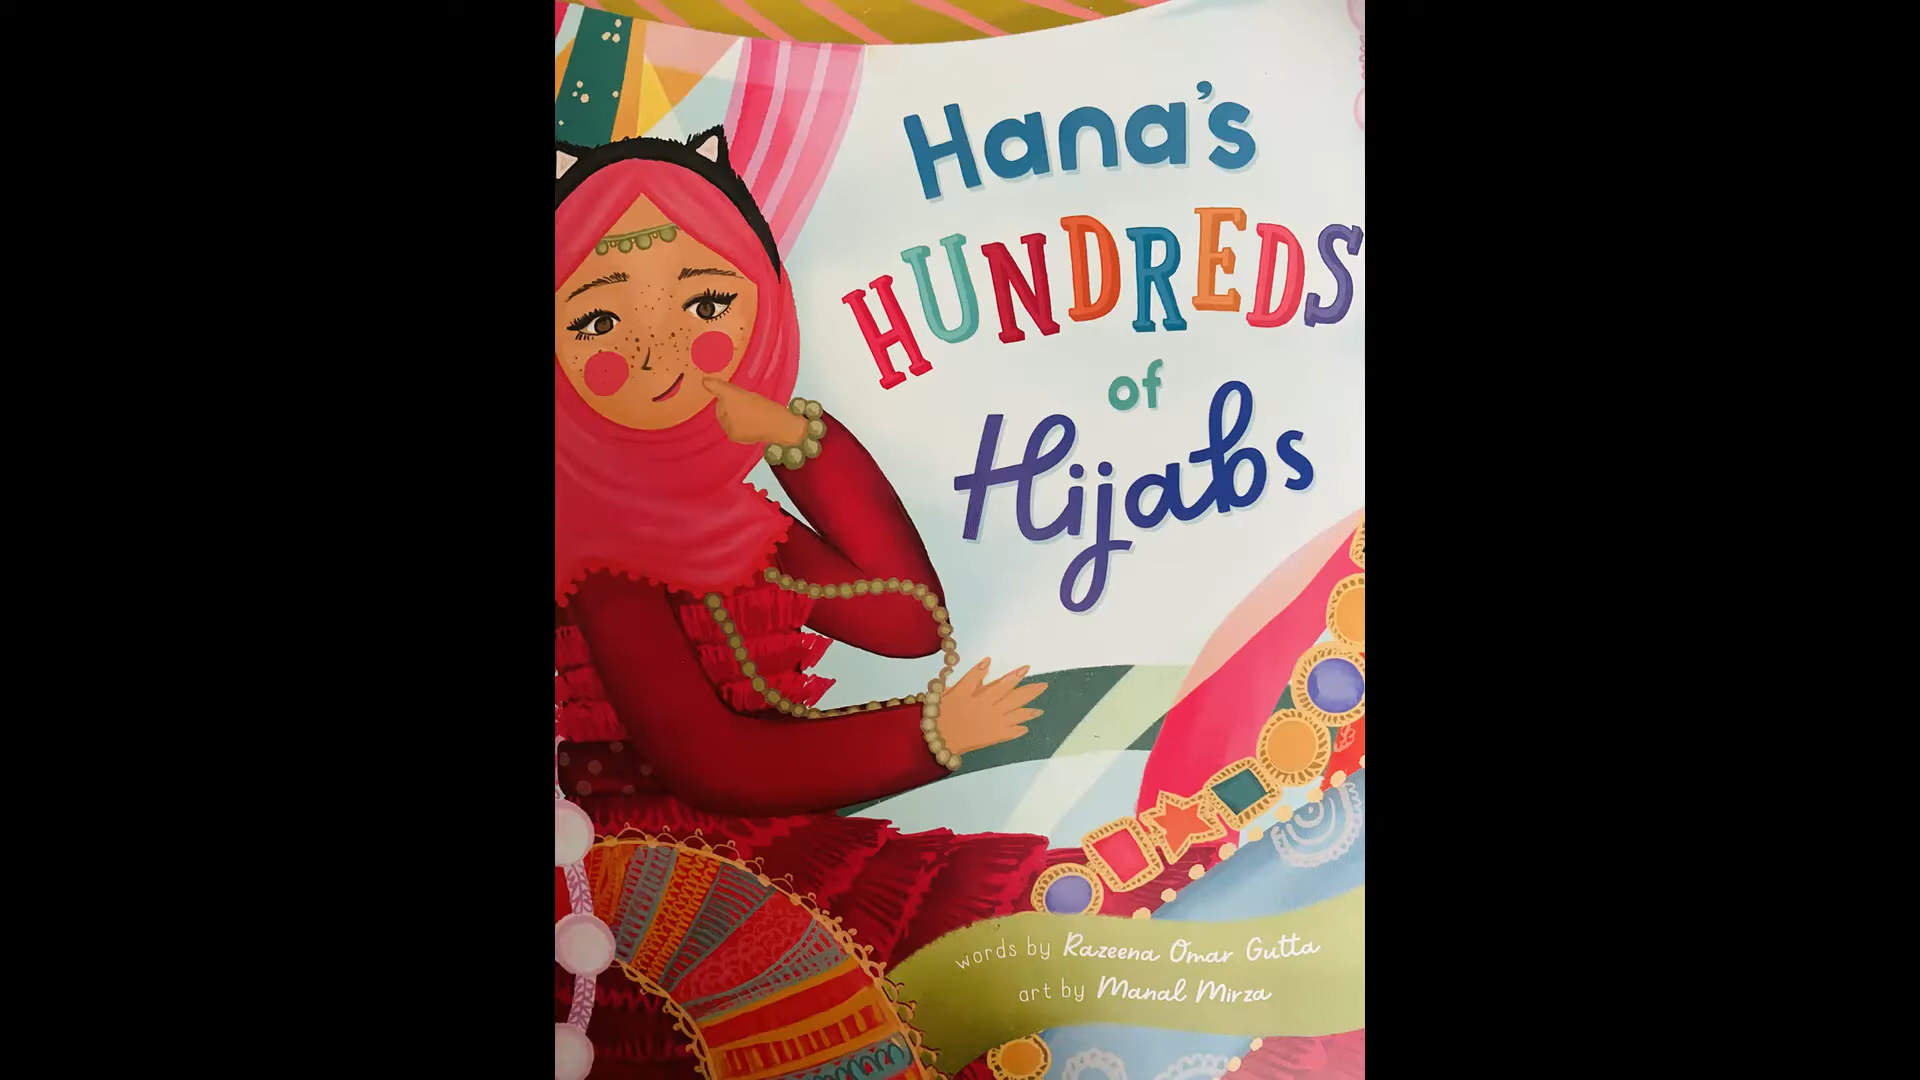 Hana's
HUNDREDS
of
Hijabs
words by Razeena Omar Gutta
art by Manal Mirza